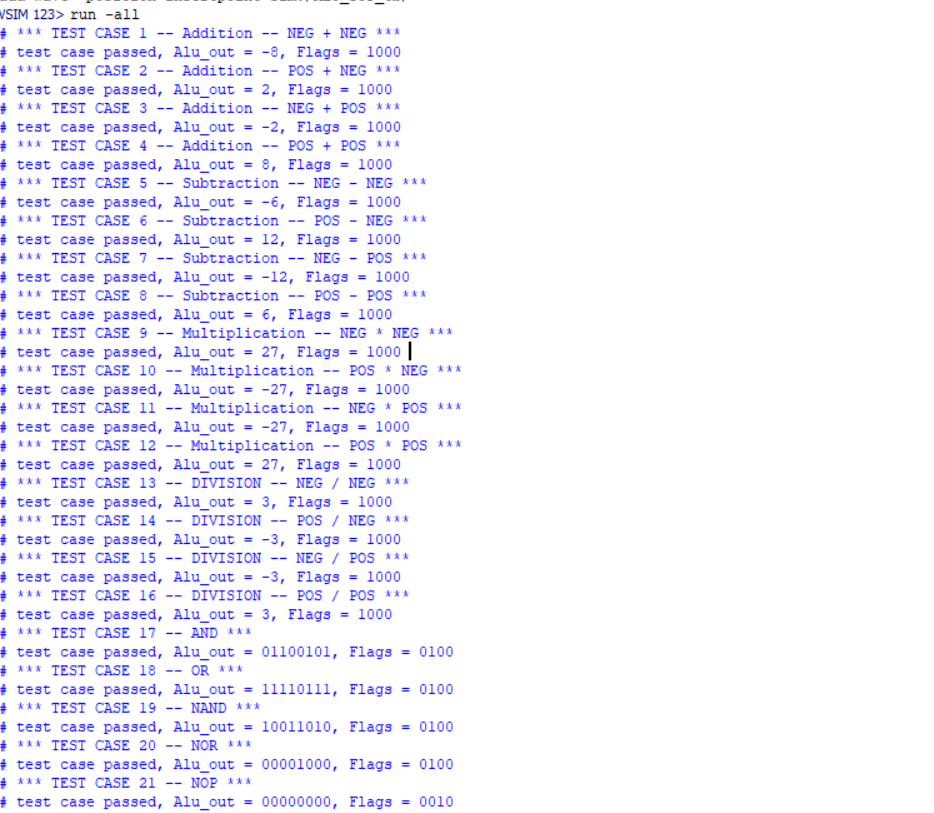 VSIM 123> run -all
# *** TEST CASE 1 -- Addition -- NEG + NEG ***
# test case passed, Alu_out = -8, Flags = 1000
# *** TEST CASE 2 -- Addition -- POS + NEG ***
# test case passed, Alu_out = 2, Flags = 1000
# *** TEST CASE 3 -- Addition -- NEG + POS ***
# test case passed, Alu_out = -2, Flags = 1000
# *** TEST CASE 4 -- Addition -- POS + POS ***
# test case passed, Alu_out = 8, Flags = 1000
# *** TEST CASE 5 -- Subtraction -- NEG - NEG ***
# test case passed, Alu_out = -6, Flags = 1000
# *** TEST CASE 6 -- Subtraction -- POS - NEG ***
# test case passed, Alu_out = 12, Flags = 1000
# *** TEST CASE 7 -- Subtraction -- NEG - POS ***
# test case passed, Alu_out = -12, Flags = 1000
# *** TEST CASE 8 -- Subtraction -- POS - POS ***
# test case passed, Alu_out = 6, Flags = 1000
# *** TEST CASE 9 -- Multiplication -- NEG * NEG ***
# test case passed, Alu_out = 27, Flags = 1000
# *** TEST CASE 10 -- Multiplication -- POS * NEG ***
# test case passed, Alu_out = -27, Flags = 1000
# *** TEST CASE 11 -- Multiplication -- NEG * POS ***
# test case passed, Alu_out = -27, Flags = 1000
# *** TEST CASE 12 -- Multiplication -- POS * POS ***
# test case passed, Alu_out = 27, Flags = 1000
# *** TEST CASE 13 -- DIVISION -- NEG / NEG ***
# test case passed, Alu_out = 3, Flags = 1000
# *** TEST CASE 14 -- DIVISION -- POS / NEG ***
# test case passed, Alu_out = -3, Flags = 1000
# *** TEST CASE 15 -- DIVISION -- NEG / POS ***
# test case passed, Alu_out = -3, Flags = 1000
# *** TEST CASE 16 -- DIVISION -- POS / POS ***
# test case passed, Alu_out = 3, Flags = 1000
# *** TEST CASE 17 -- AND ***
# test case passed, Alu_out = 01100101, Flags = 0100
# *** TEST CASE 18 -- OR ***
# test case passed, Alu_out = 11110111, Flags = 0100
# *** TEST CASE 19 -- NAND ***
# test case passed, Alu_out = 10011010, Flags = 0100
# *** TEST CASE 20 -- NOR ***
# test case passed, Alu_out = 00001000, Flags = 0100
# *** TEST CASE 21 -- NOP ***
# test case passed, Alu_out = 00000000, Flags = 0010